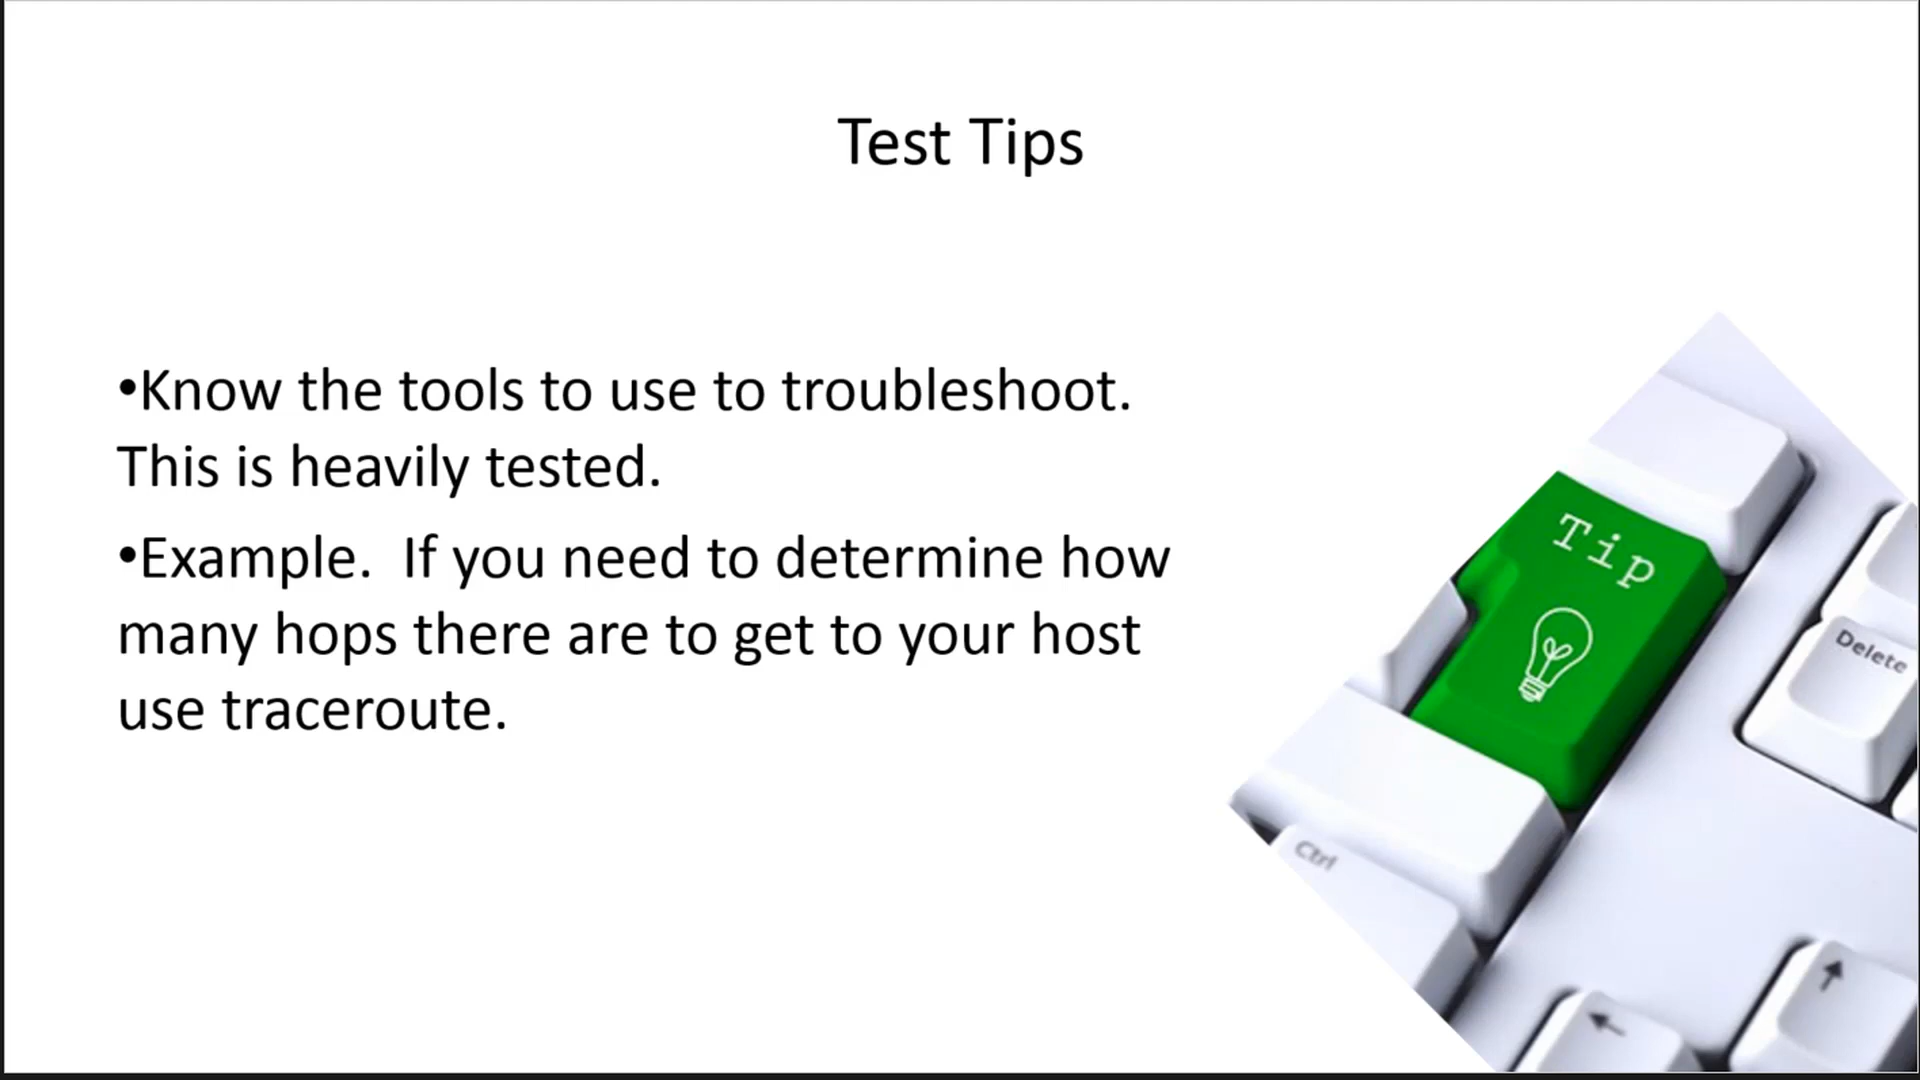 Test Tips
•Know the tools to use to troubleshoot.
This is heavily tested.
•Example.  If you need to determine how
many hops there are to get to your host
use traceroute.
Tip
Delete
Ctrl